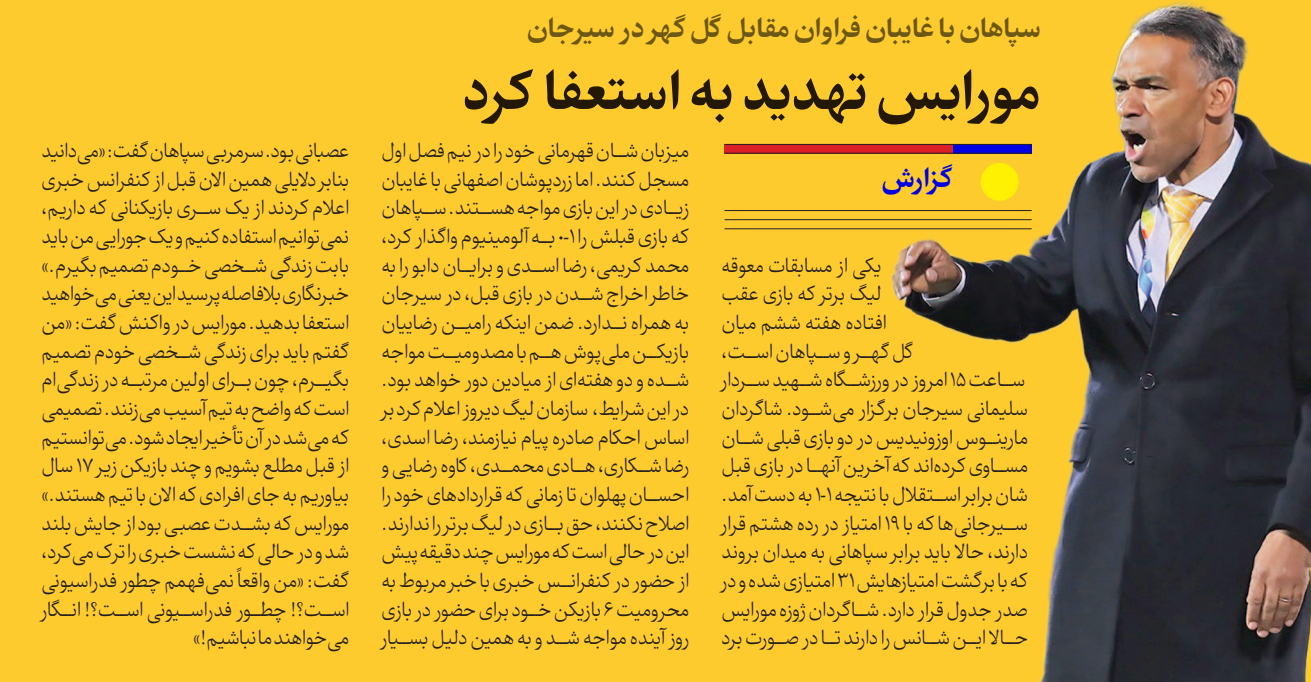 سپاهان با غایبان فراوان مقابل گل گهر در سیرجان
مورایس تهدید به استعفا کرد
گزارش
یکی از مسابقات معوقه
لیگ برتر که بازی عقب
افتاده هفته ششم میان
گل گهر و سپاهان است،
ساعت ۱۵ امروز در ورزشگاه شهید سردار
سلیمانی سیرجان برگزار می‌شود. شاگردان
مارینوس اوزونیدیس در دو بازی قبلی شان
مساوی کرده‌اند که آخرین آنها در بازی قبل
شان برابر استقلال با نتیجه ۱-۱ به دست آمد.
سیرجانی‌ها که با ۱۹ امتیاز در رده هشتم قرار
دارند، حالا باید برابر سپاهانی به میدان بروند
که با برگشت امتیازهایش ۳۱ امتیازی شده و در
صدر جدول قرار دارد. شاگردان ژوزه مورایس
حالا این شانس را دارند تا در صورت برد
میزبان شان قهرمانی خود را در نیم فصل اول
مسجل کنند. اما زردپوشان اصفهانی با غایبان
زیادی در این بازی مواجه هستند. سپاهان
که بازی قبلش را ۱-۰ به آلومینیوم واگذار کرد،
محمد کریمی، رضا اسدی و برایان دابو را به
خاطر اخراج شدن در بازی قبل، در سیرجان
به همراه ندارد. ضمن اینکه رامین رضاییان
بازیکن ملی‌پوش هم با مصدومیت مواجه
شده و دو هفته‌ای از میادین دور خواهد بود.
در این شرایط، سازمان لیگ دیروز اعلام کرد بر
اساس احکام صادره پیام نیازمند، رضا اسدی،
رضا شکاری، هادی محمدی، کاوه رضایی و
احسان پهلوان تا زمانی که قراردادهای خود را
اصلاح نکنند، حق بازی در لیگ برتر را ندارند.
این در حالی است که مورایس چند دقیقه پیش
از حضور در کنفرانس خبری با خبر مربوط به
محرومیت ۶ بازیکن خود برای حضور در بازی
روز آینده مواجه شد و به همین دلیل بسیار
عصبانی بود. سرمربی سپاهان گفت: «می‌دانید
بنابر دلایلی همین الان قبل از کنفرانس خبری
اعلام کردند از یک سری بازیکنانی که داریم،
نمی‌توانیم استفاده کنیم و یک جورایی من باید
بابت زندگی شخصی خودم تصمیم بگیرم.»
خبرنگاری بلافاصله پرسید این یعنی می‌خواهید
استعفا بدهید. مورایس در واکنش گفت: «من
گفتم باید برای زندگی شخصی خودم تصمیم
بگیرم، چون برای اولین مرتبه در زندگی‌ام
است که واضح به تیم آسیب می‌زنند. تصمیمی
که می‌شد در آن تأخیر ایجاد شود. می‌توانستیم
از قبل مطلع بشویم و چند بازیکن زیر ۱۷ سال
بیاوریم به جای افرادی که الان با تیم هستند.»
مورایس که بشدت عصبی بود از جایش بلند
شد و در حالی که نشست خبری را ترک می‌کرد،
گفت: «من واقعاً نمی‌فهمم چطور فدراسیونی
است؟! چطور فدراسیونی است؟! انگار
می‌خواهند ما نباشیم!»